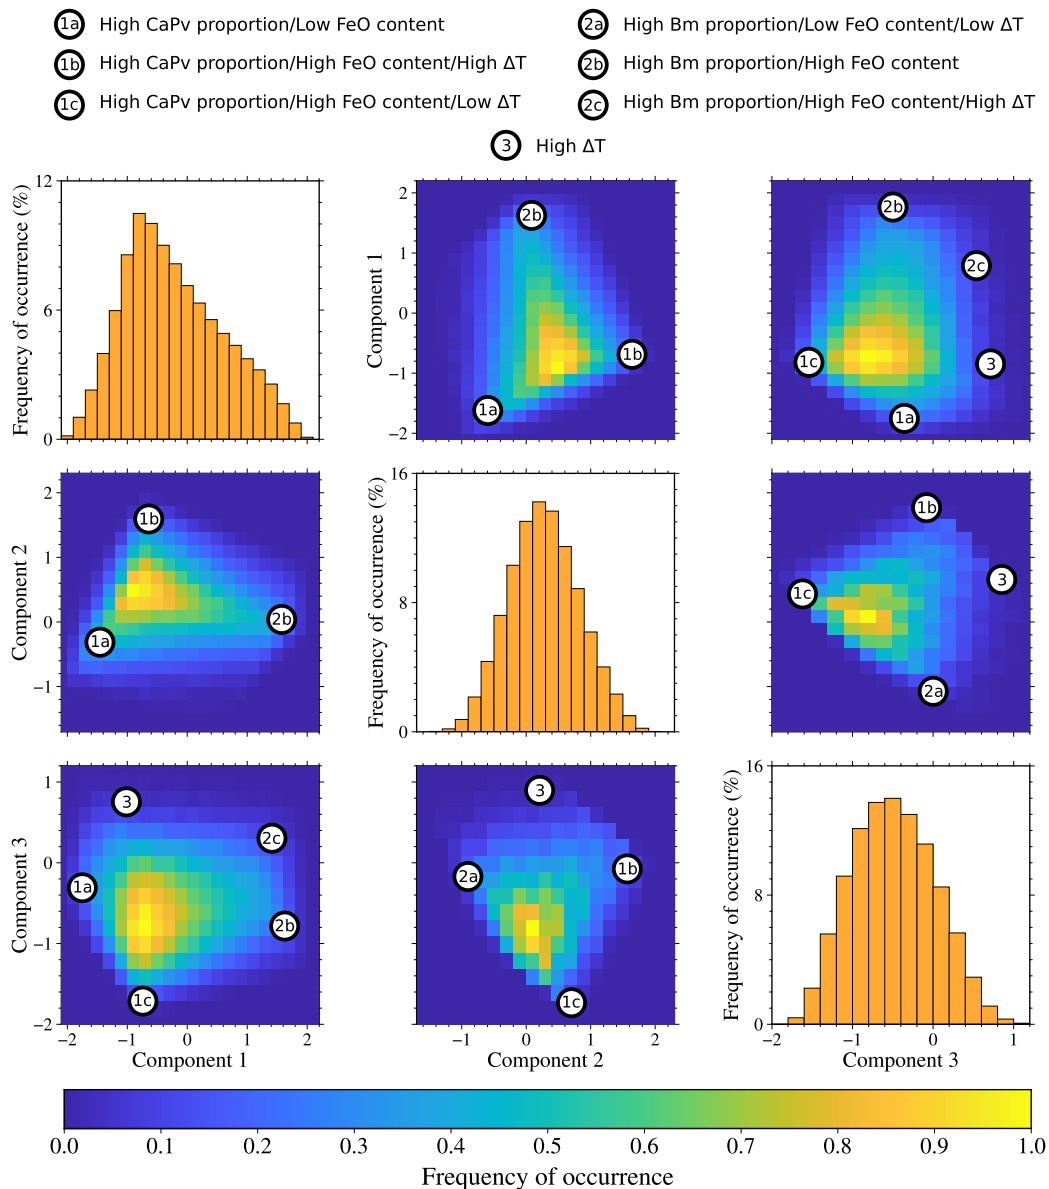 1a High CaPv proportion/Low FeO content
2a High Bm proportion/Low FeO content/Low ΔT
1b High CaPv proportion/High FeO content/High ΔT
2b High Bm proportion/High FeO content
1c High CaPv proportion/High FeO content/Low ΔT
2c High Bm proportion/High FeO content/High ΔT
3 High ΔT
Frequency of occurrence (%)
12
6
0
Component 1
2
1
0
−1
−2
2b
1b
1a
2b
2c
1c
3
1a
Component 2
2
1
0
−1
1b
2b
1a
Frequency of occurrence (%)
16
8
0
1b
3
1c
2a
Component 3
1
0
−1
−2
3
2c
1a
2b
1c
−2 −1 0 1 2
Component 1
3
2a
1b
1c
−1 0 1 2
Component 2
Frequency of occurrence (%)
16
8
0
−2 −1 0 1
Component 3
0.0 0.1 0.2 0.3 0.4 0.5 0.6 0.7 0.8 0.9 1.0
Frequency of occurrence